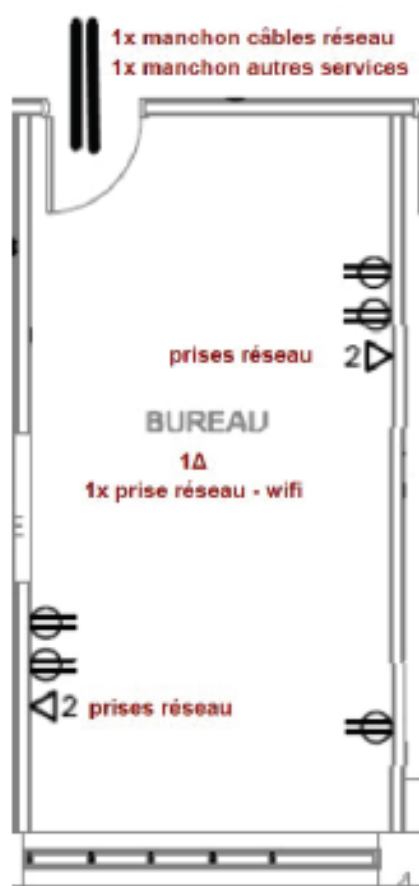 1x manchon câbles réseau
1x manchon autres services
prises réseau 2
BUREAU
1Δ
1x prise réseau - wifi
2 prises réseau